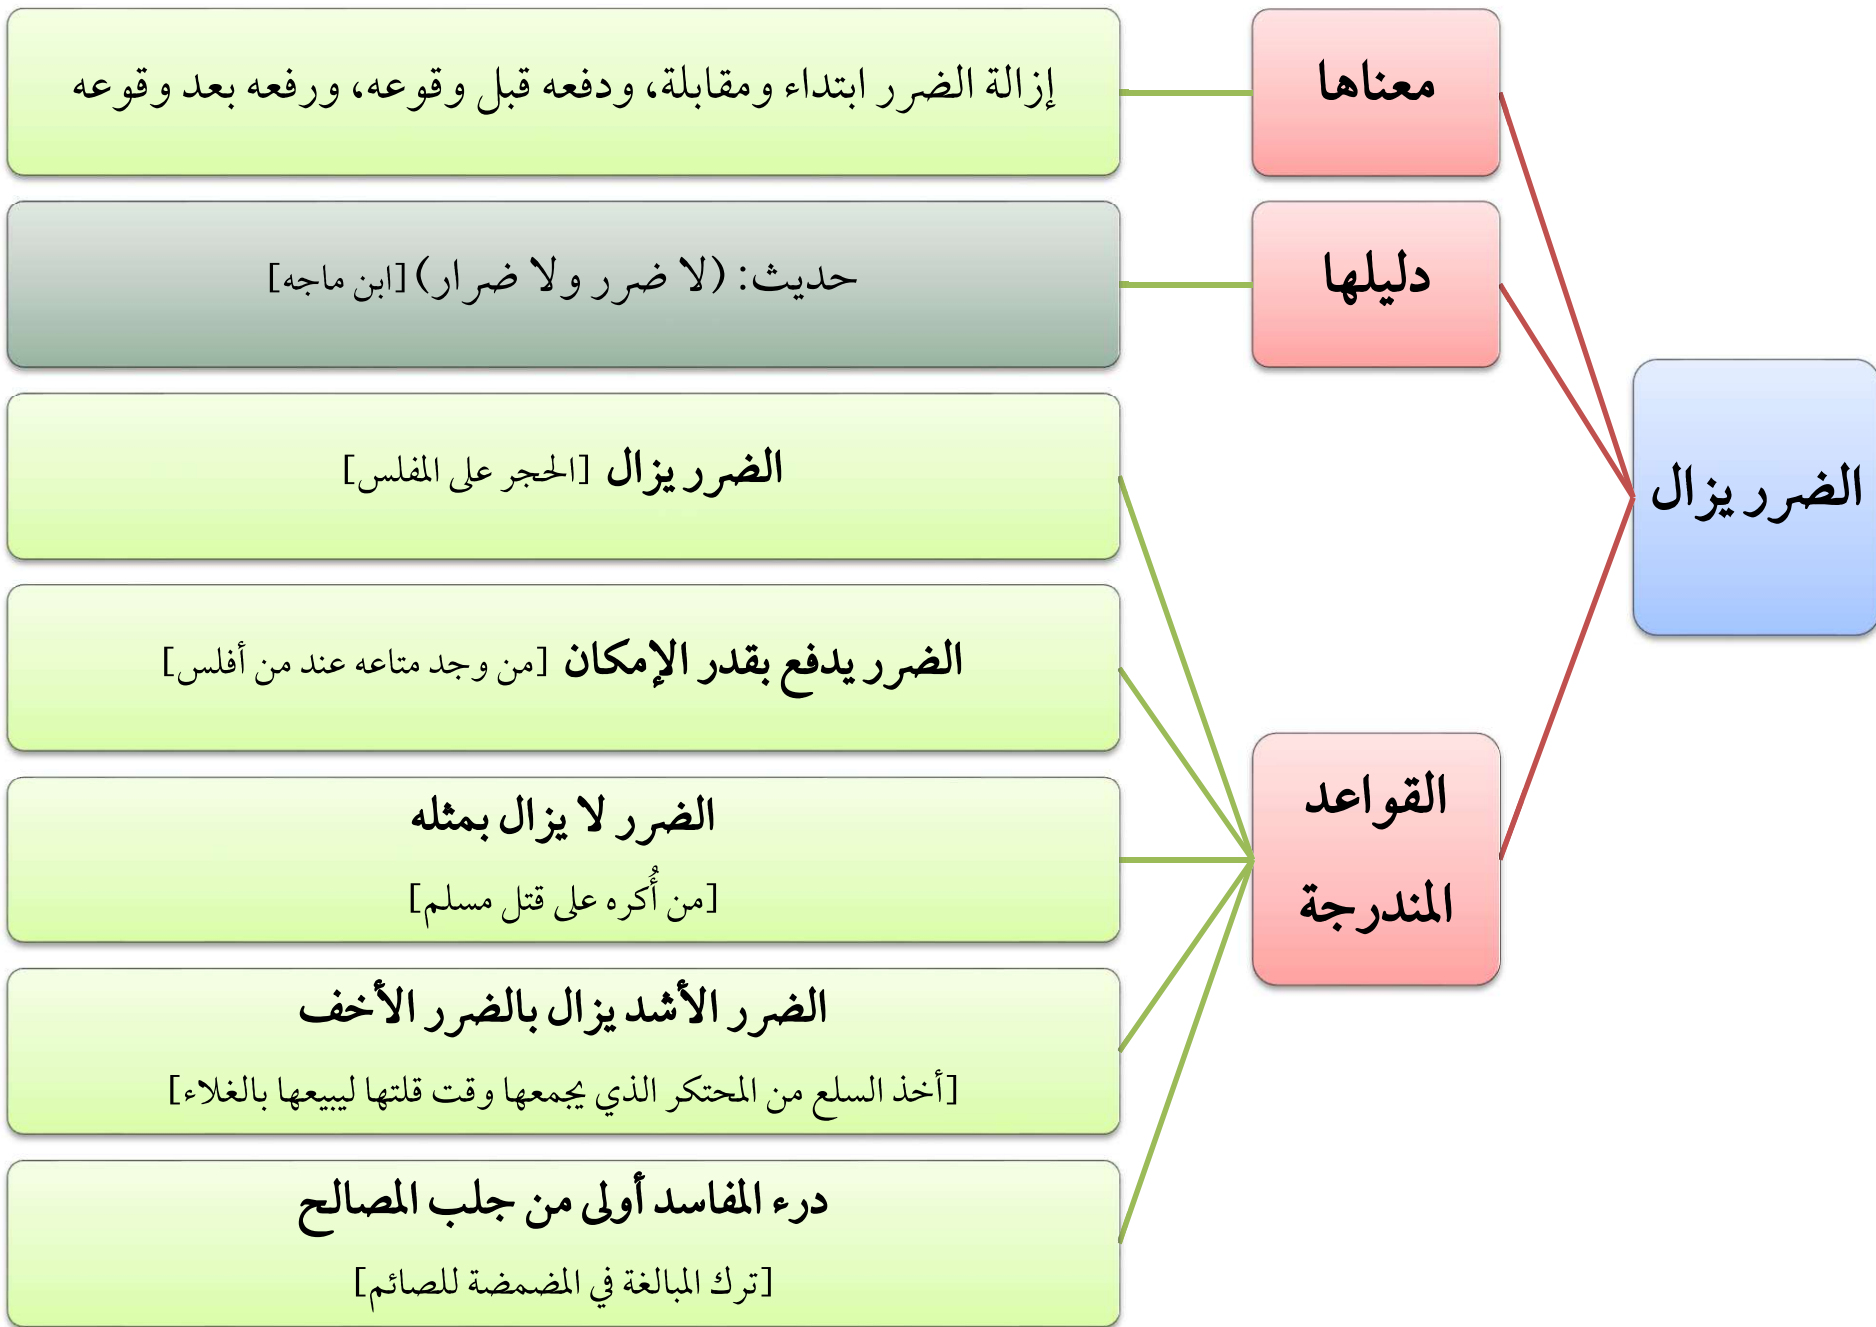 الضرر يزال
معناها
إزالة الضرر ابتداء ومقابلة، ودفعه قبل وقوعه، ورفعه بعد وقوعه
دليلها
حديث: (لا ضرر ولا ضرار) [ابن ماجه]
القواعد
المندرجة
الضرر يزال [الحجر على المفلس]
الضرر يدفع بقدر الإمكان [من وجد متاعه عند من أفلس]
الضرر لا يزال بمثله
[من أُكره على قتل مسلم]
الضرر الأشد يزال بالضرر الأخف
[أخذ السلع من المحتكر الذي يجمعها وقت قلتها ليبيعها بالغلاء]
درء المفاسد أولى من جلب المصالح
[ترك المبالغة في المضمضة للصائم]